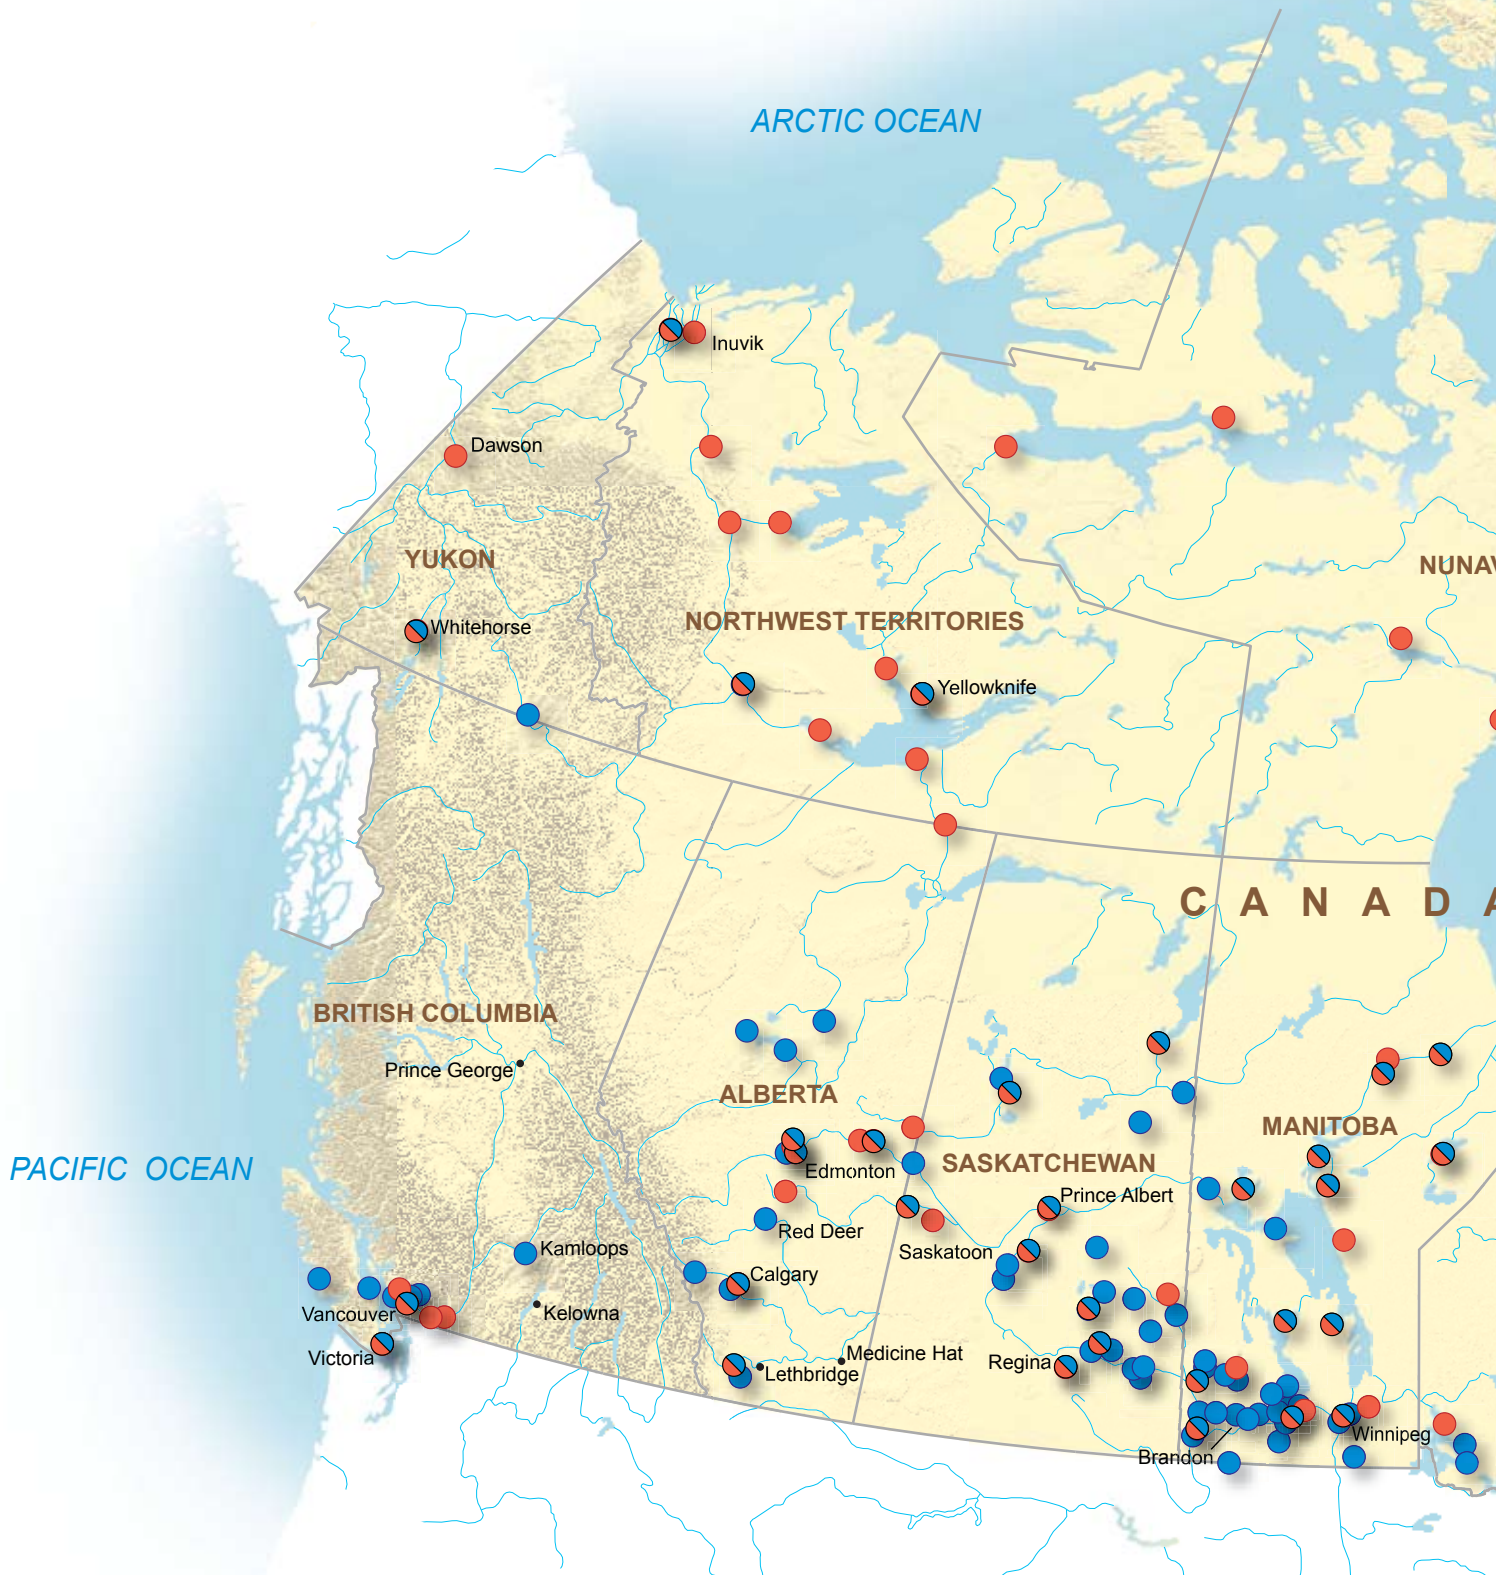 ARCTIC OCEAN
Inuvik
Dawson
YUKON
NUNAV
NORTHWEST TERRITORIES
Whitehorse
Yellowknife
CANADA
BRITISH COLUMBIA
Prince George
ALBERTA
MANITOBA
PACIFIC OCEAN
Edmonton
SASKATCHEWAN
Prince Albert
Red Deer
Saskatoon
Kamloops
Calgary
Vancouver
Kelowna
Victoria
Medicine Hat
Lethbridge
Regina
Winnipeg
Brandon